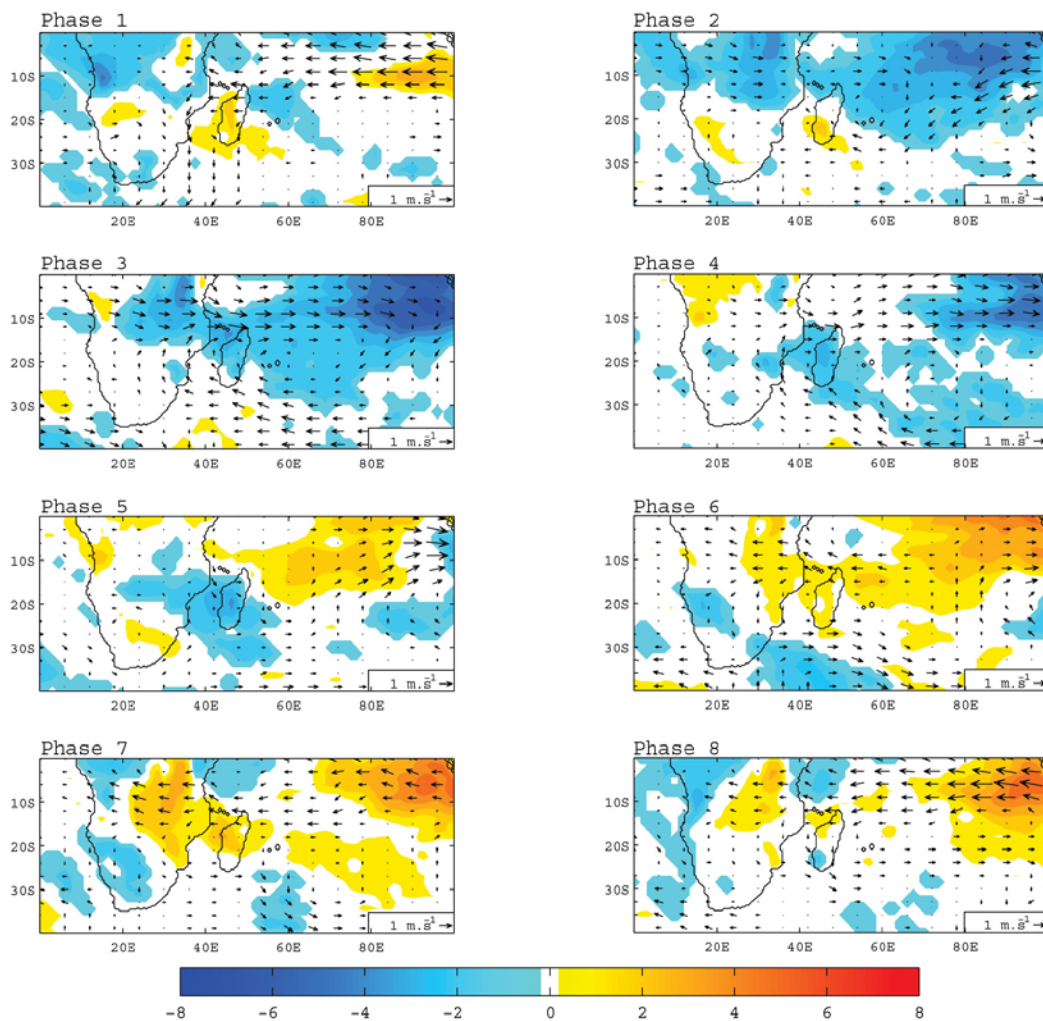 Phase 1
10S
20S
30S
20E 40E 60E 80E
1 m.s-1
Phase 2
10S
20S
30S
20E 40E 60E 80E
1 m.s-1
Phase 3
10S
20S
30S
20E 40E 60E 80E
1 m.s-1
Phase 4
10S
20S
30S
20E 40E 60E 80E
1 m.s-1
Phase 5
10S
20S
30S
20E 40E 60E 80E
1 m.s-1
Phase 6
10S
20S
30S
20E 40E 60E 80E
1 m.s-1
Phase 7
10S
20S
30S
20E 40E 60E 80E
1 m.s-1
Phase 8
10S
20S
30S
20E 40E 60E 80E
1 m.s-1
-8 -6 -4 -2 0 2 4 6 8